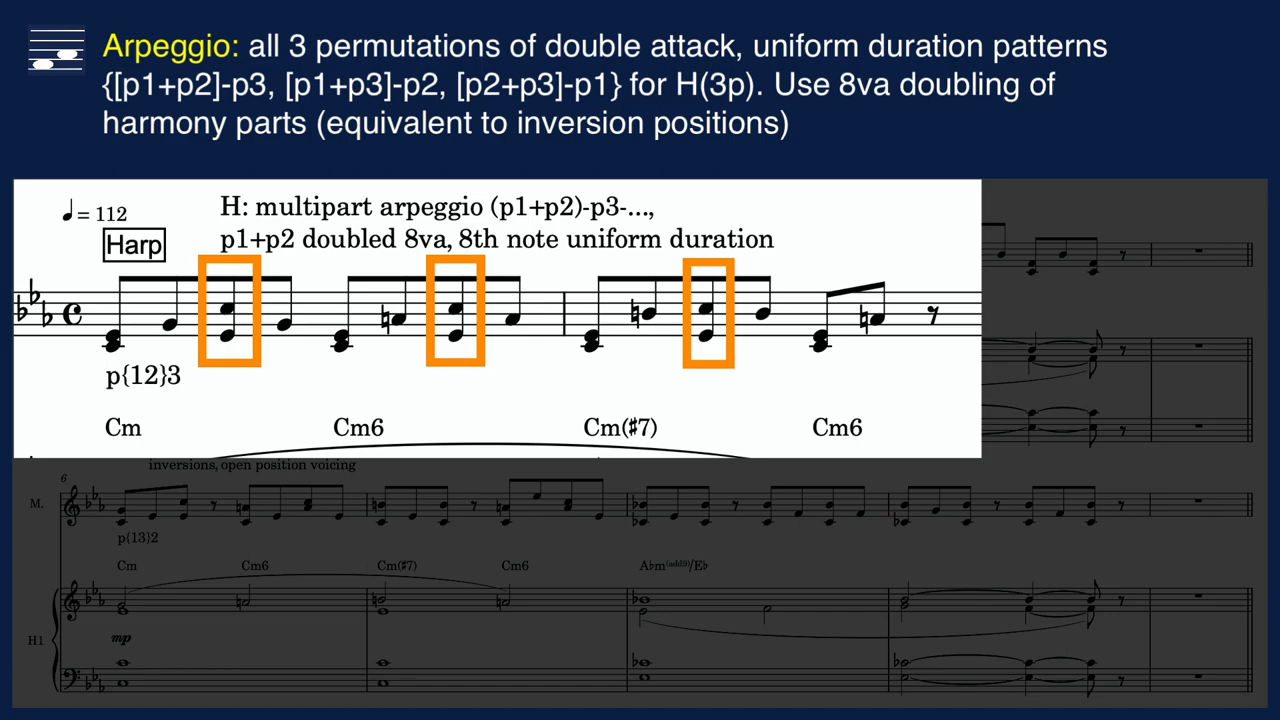 Arpeggio: all 3 permutations of double attack, uniform duration patterns
{[p1+p2]-p3, [p1+p3]-p2, [p2+p3]-p1} for H(3p). Use 8va doubling of
harmony parts (equivalent to inversion positions)
♩= 112
H: multipart arpeggio (p1+p2)-p3-...,
Harp
p1+p2 doubled 8va, 8th note uniform duration
p{12}3
Cm Cm6 Cm(♯7) Cm6
inversions, open position voicing
6
M.
p{13}2
Cm Cm6 Cm(♯7) Cm6 A♭m(add9)/E♭
H1
mp